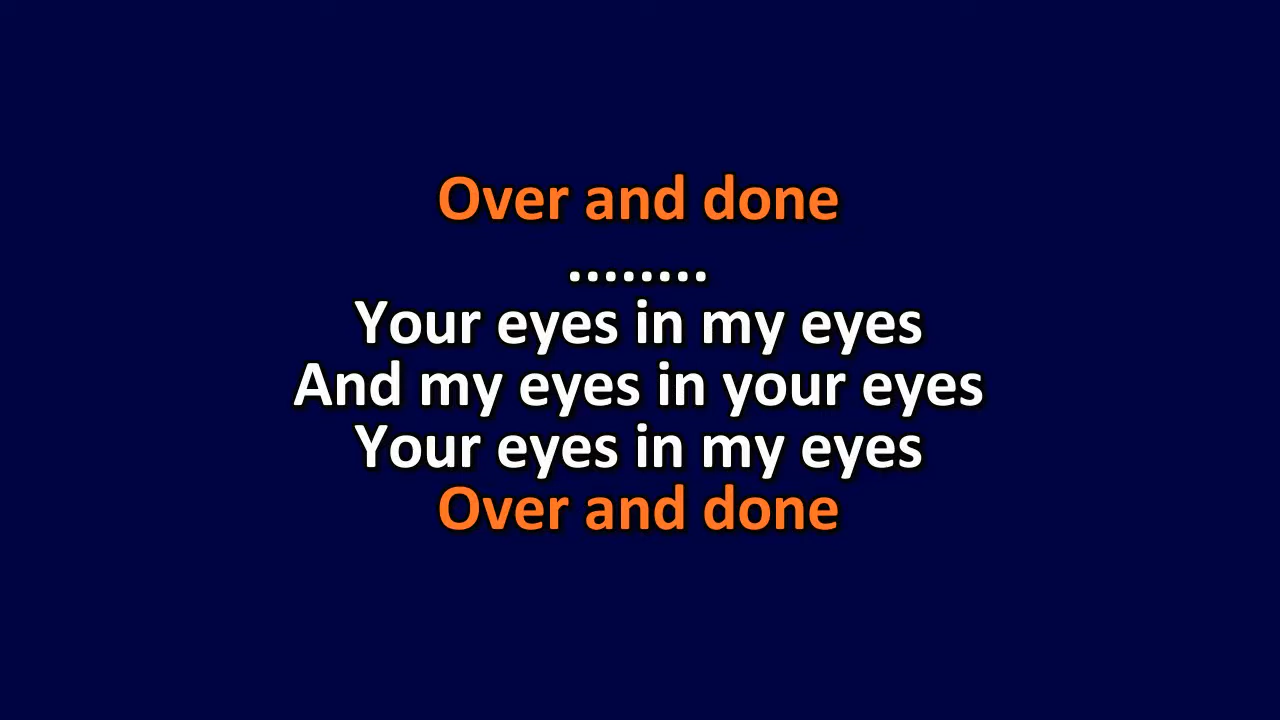 Over and done
........
Your eyes in my eyes
And my eyes in your eyes
Your eyes in my eyes
Over and done